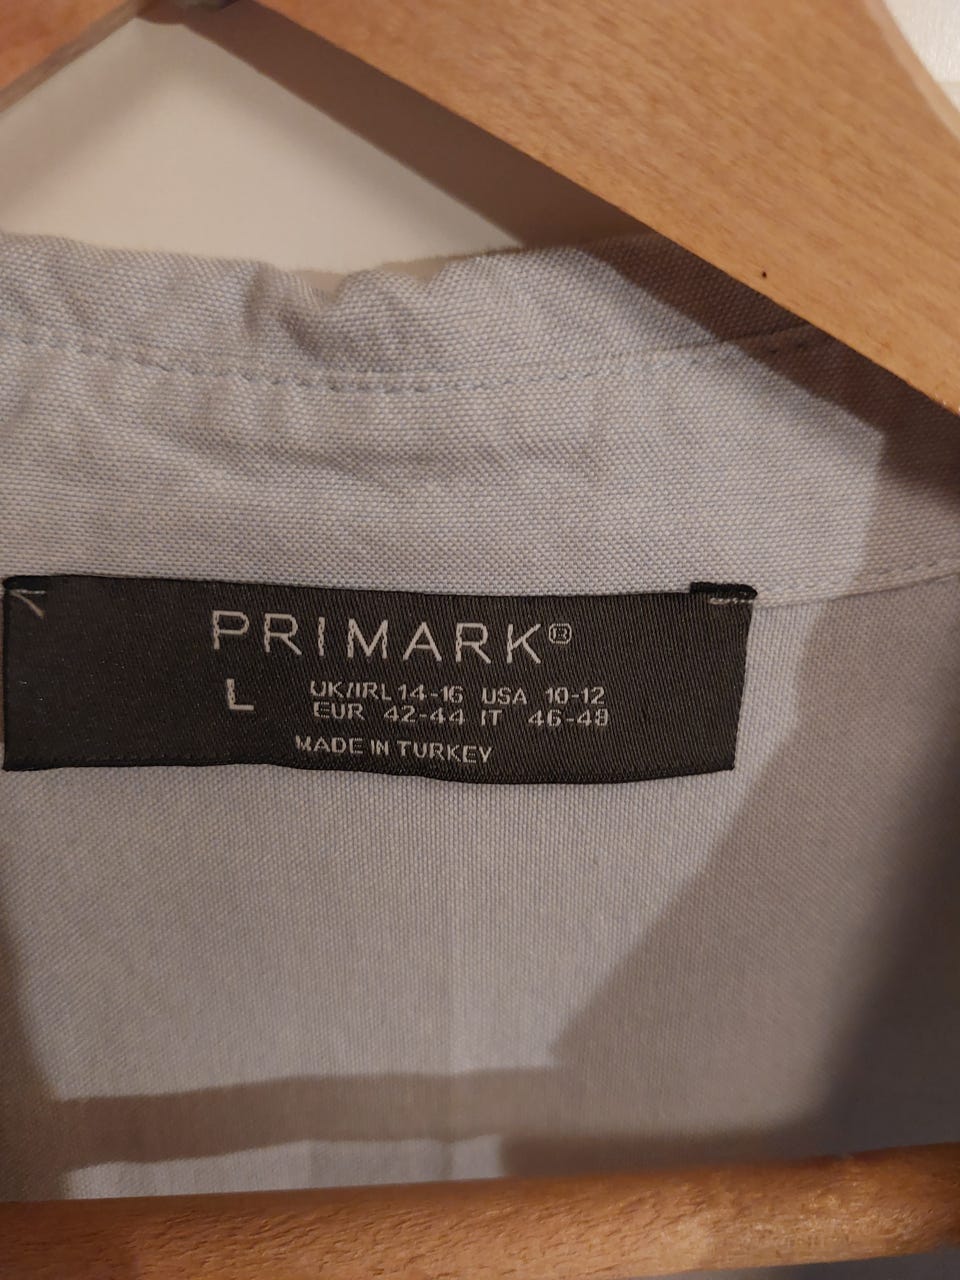 PRIMARK®
L UK/IRL 14-16 USA 10-12
EUR 42-44 IT 46-48
MADE IN TURKEY